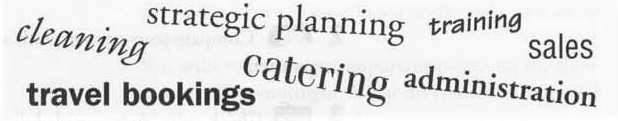 cleaning
strategic planning
training
sales
catering
administration
travel bookings